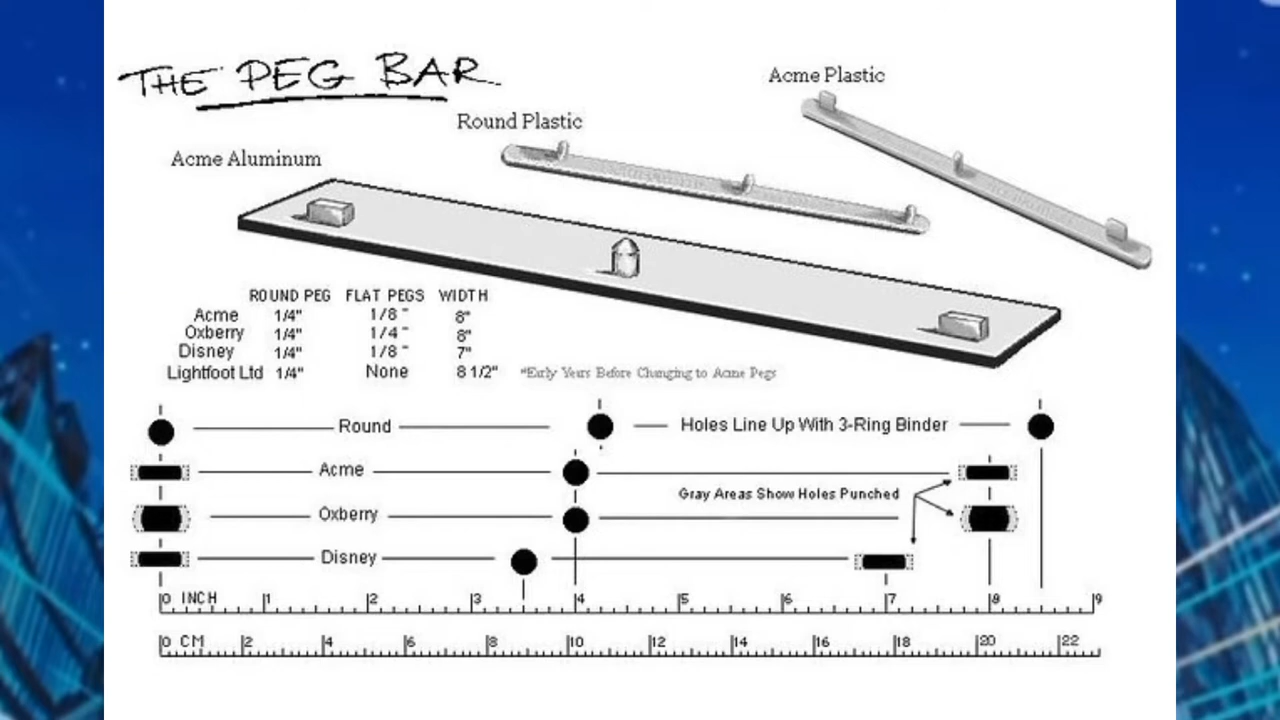 THE PEG BAR
Acme Plastic
Round Plastic
Acme Aluminum
ROUND PEG FLAT PEGS WIDTH
Acme 1/4" 1/8" 8"
Oxberry 1/4" 1/4" 8"
Disney 1/4" 1/8" 7"
Lightfoot Ltd 1/4" None 8 1/2" *Early Years Before Changing to Acme Pegs
Round Holes Line Up With 3-Ring Binder
Acme
Gray Areas Show Holes Punched
Oxberry
Disney
0 INCH 1 2 3 4 5 6 7 9 9
0 CM 2 4 6 8 10 12 14 16 18 20 22